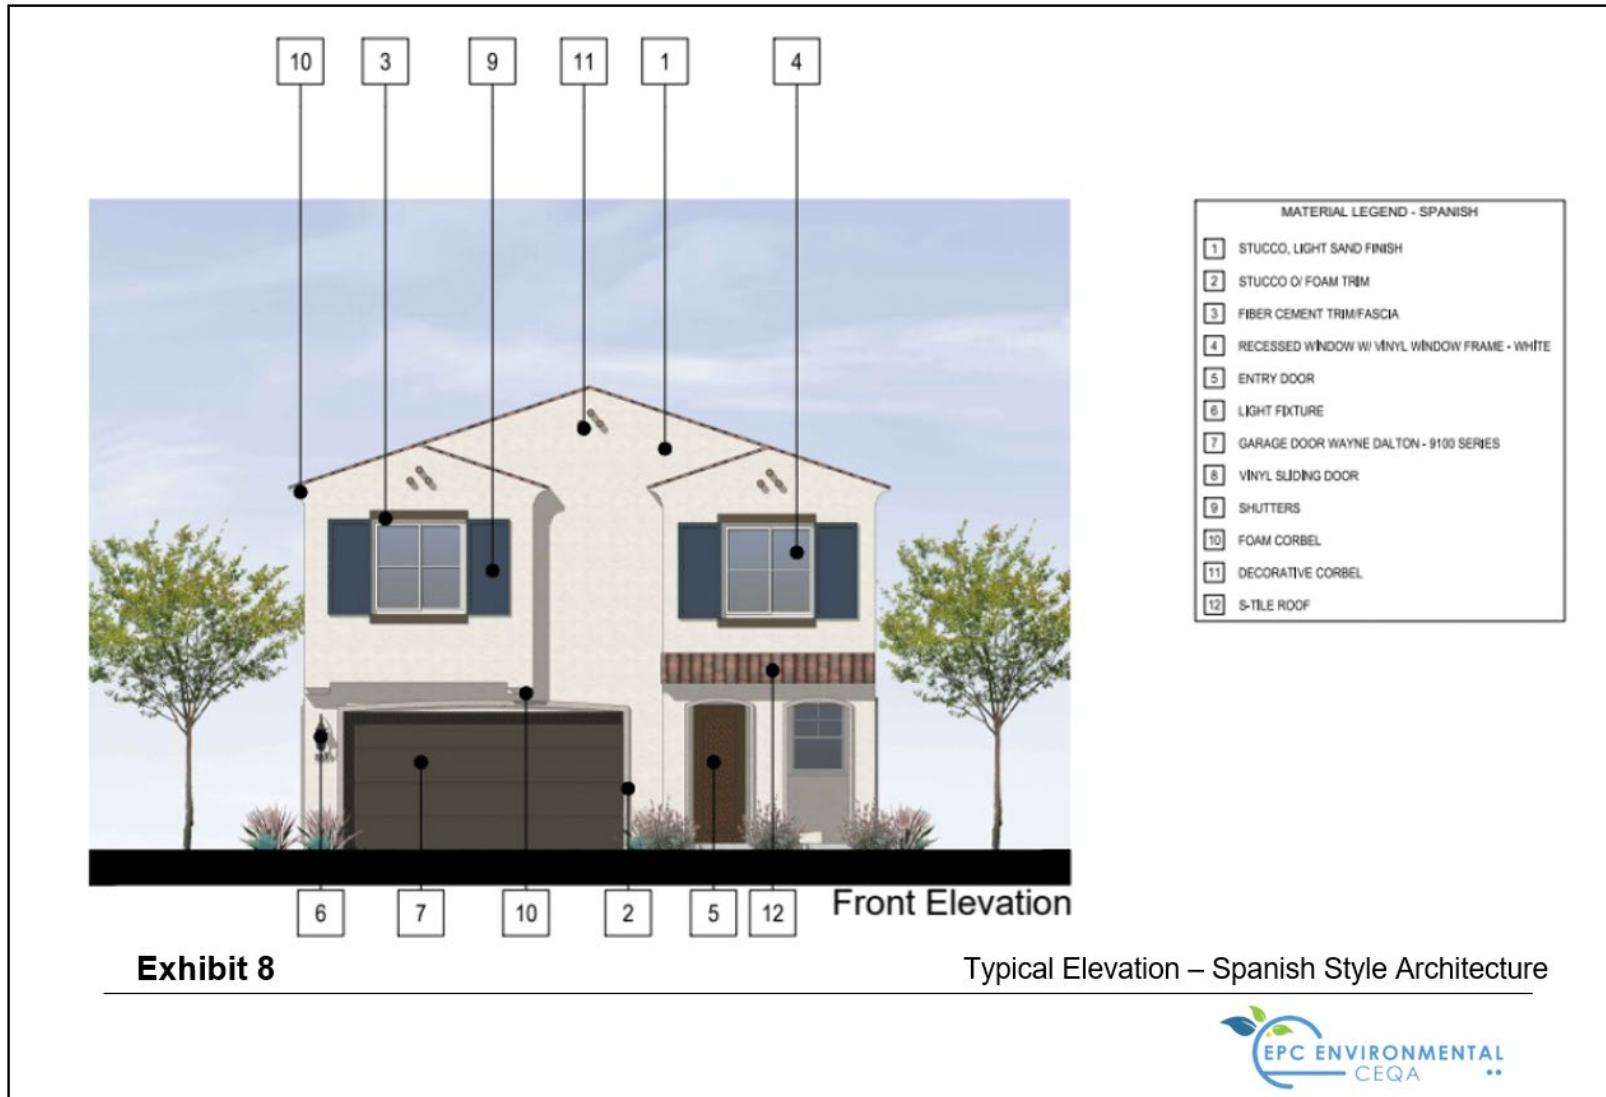 10 3 9 11 1 4
MATERIAL LEGEND - SPANISH
1 STUCCO, LIGHT SAND FINISH
2 STUCCO O/ FOAM TRIM
3 FIBER CEMENT TRIM/FASCIA
4 RECESSED WINDOW W/ VINYL WINDOW FRAME - WHITE
5 ENTRY DOOR
6 LIGHT FIXTURE
7 GARAGE DOOR WAYNE DALTON - 9100 SERIES
8 VINYL SLIDING DOOR
9 SHUTTERS
10 FOAM CORBEL
11 DECORATIVE CORBEL
12 S-TILE ROOF
6 7 10 2 5 12
Front Elevation
Exhibit 8
Typical Elevation – Spanish Style Architecture
EPC ENVIRONMENTAL
CEQA